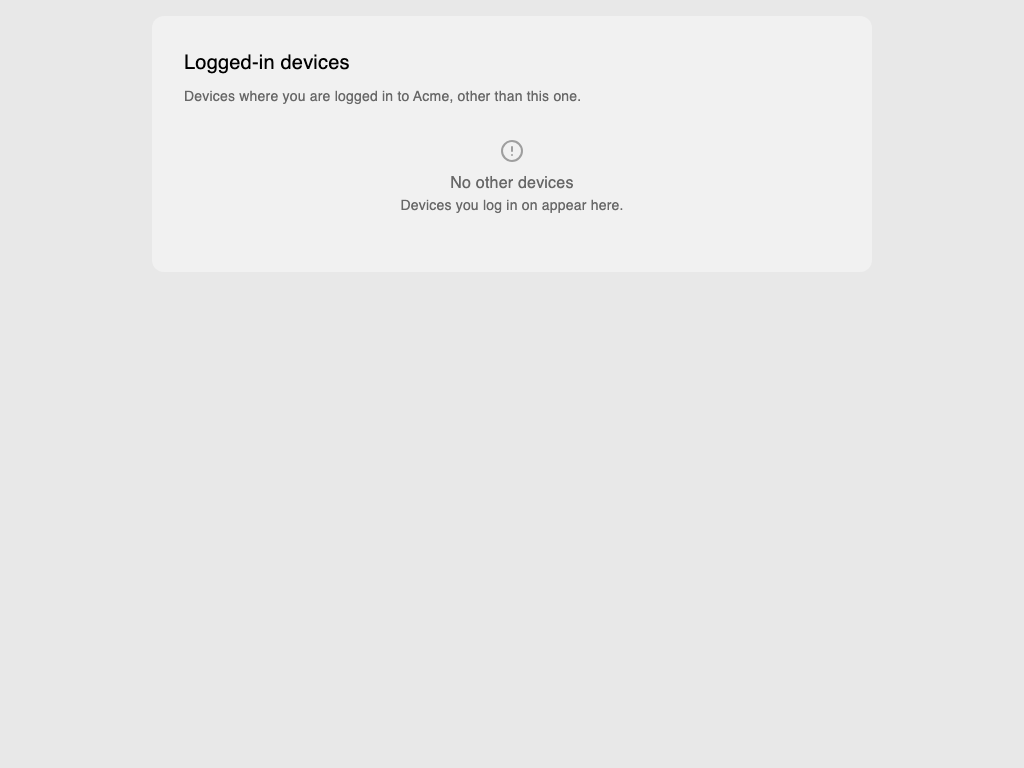 Logged-in devices
Devices where you are logged in to Acme, other than this one.
No other devices
Devices you log in on appear here.